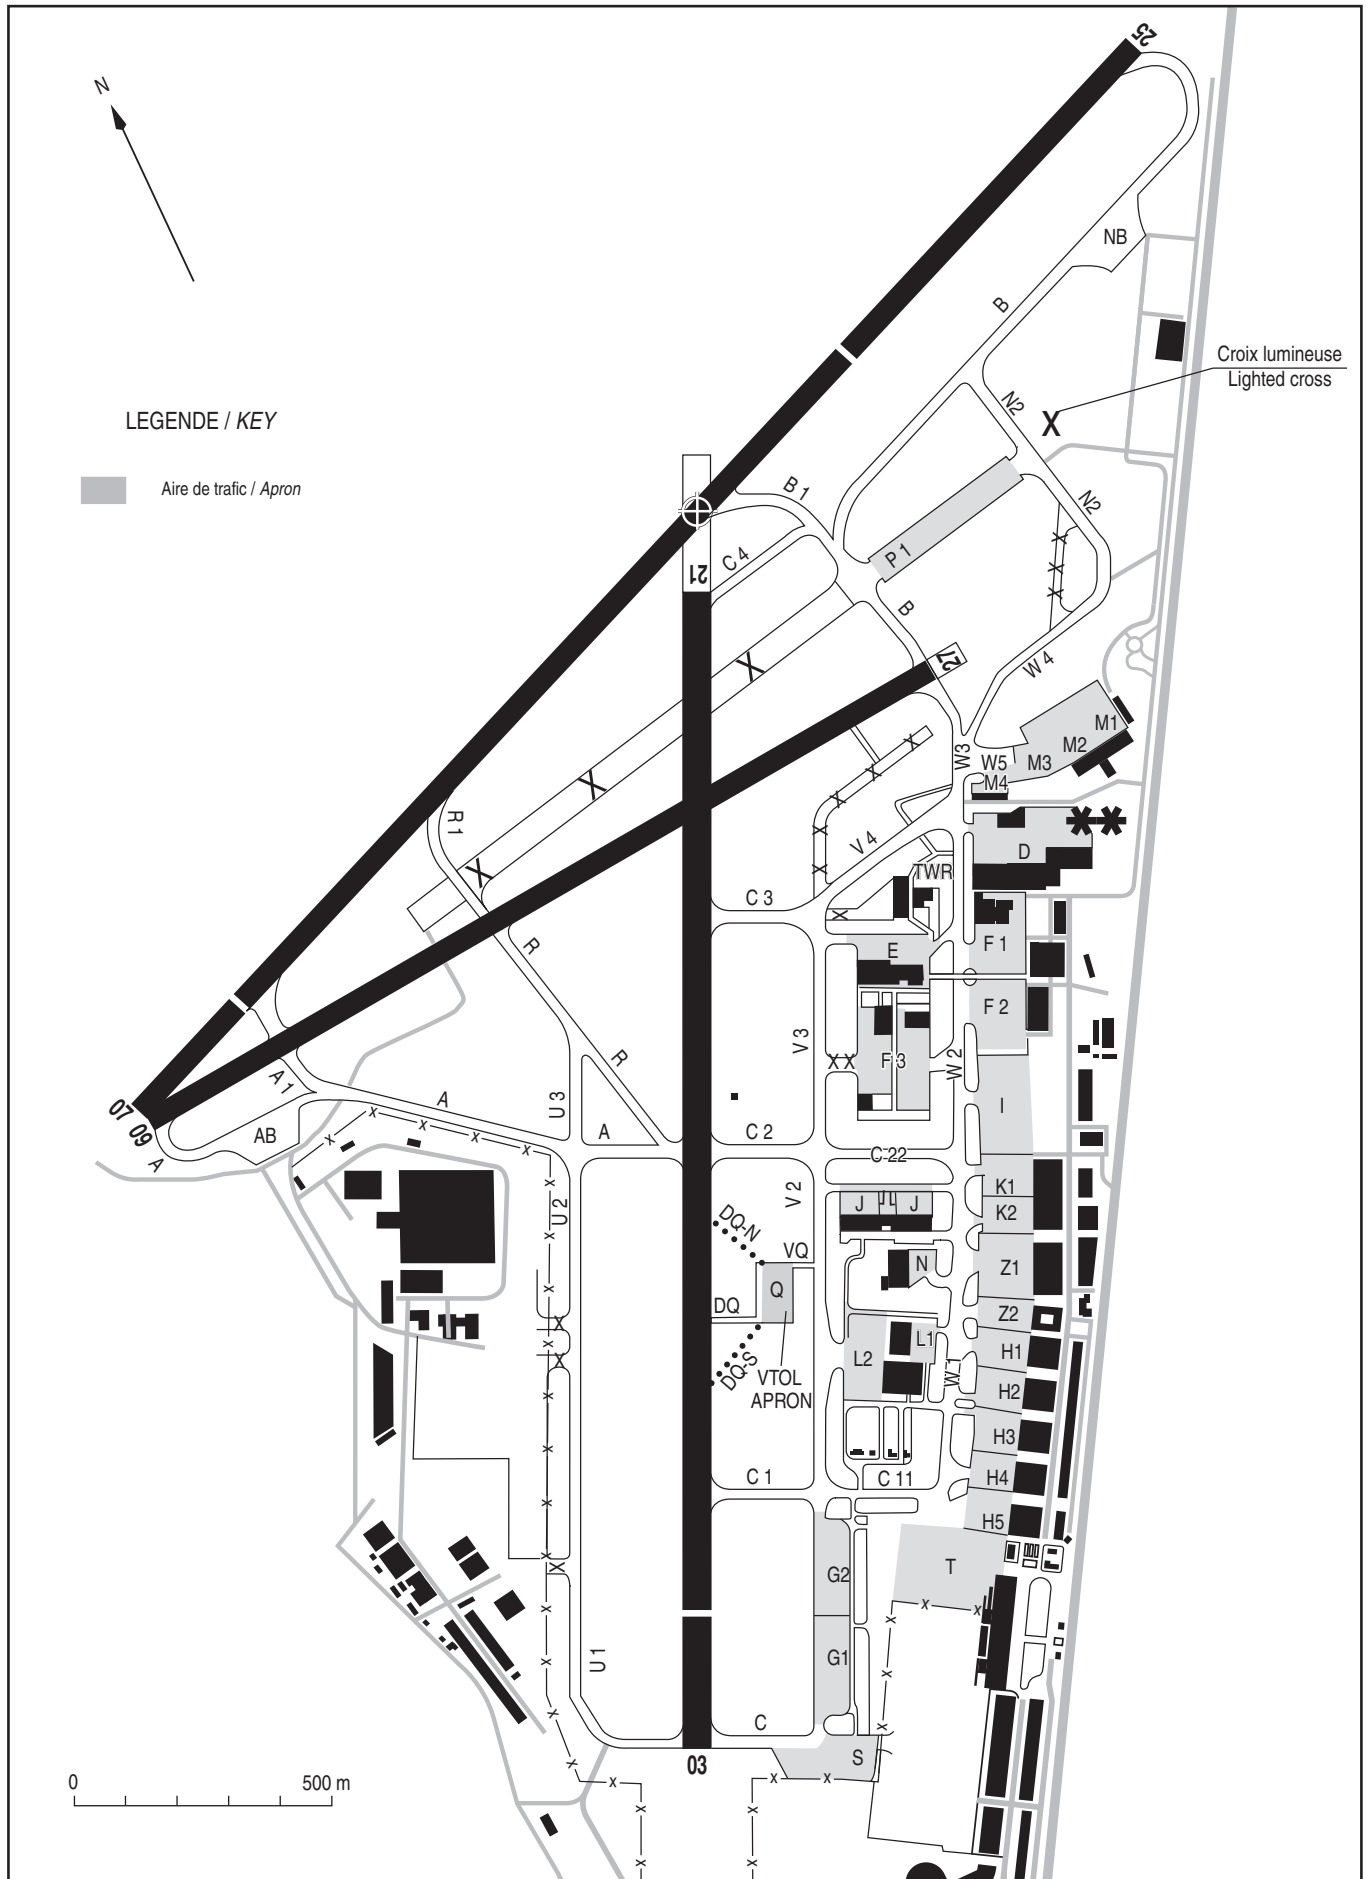 25
N
NB
B
Croix lumineuse
Lighted cross
N2
X
LEGENDE / KEY
Aire de trafic / Apron
B 1
N2
C 4
P 1
21
B
27
W 4
M1
M2
M3
W3
W5
M4
R 1
V 4
D
TWR
C 3
F 1
E
R
F 2
V 3
R
F 3
W 2
A 1
A
U 3
I
07
09
AB
A
A
C 2
C 22
K1
V 2
J
J
K2
U 2
DQ-N
VQ
N
Z1
Q
DQ
Z2
L1
H1
DQ-S
L2
VTOL
APRON
W 1
H2
H3
C 1
C 11
H4
H5
T
G2
U 1
G1
C
S
03
0
500 m